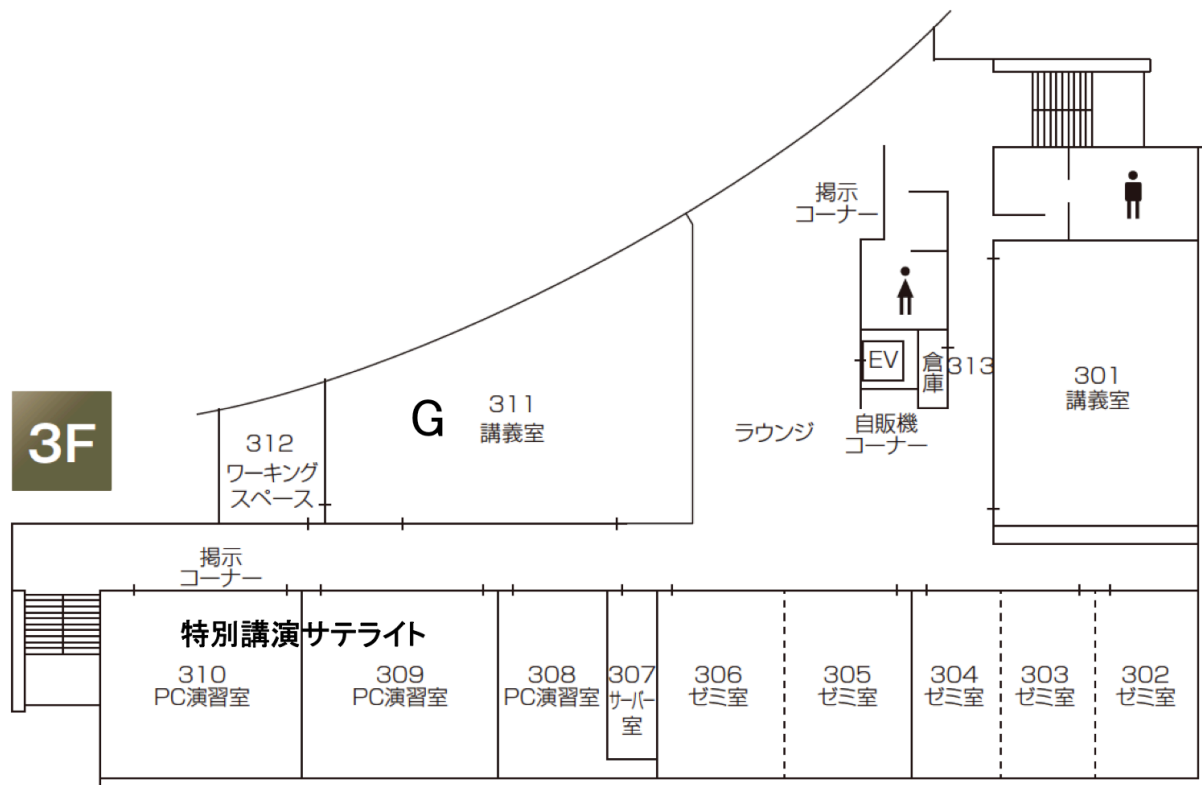 掲示
コーナー
EV
倉
庫
313
301
講義室
3F
312
ワーキング
スペース
G
311
講義室
ラウンジ
自販機
コーナー
掲示
コーナー
特別講演サテライト
310
PC演習室
309
PC演習室
308
PC演習室
307
サーバー
室
306
ゼミ室
305
ゼミ室
304
ゼミ室
303
ゼミ室
302
ゼミ室